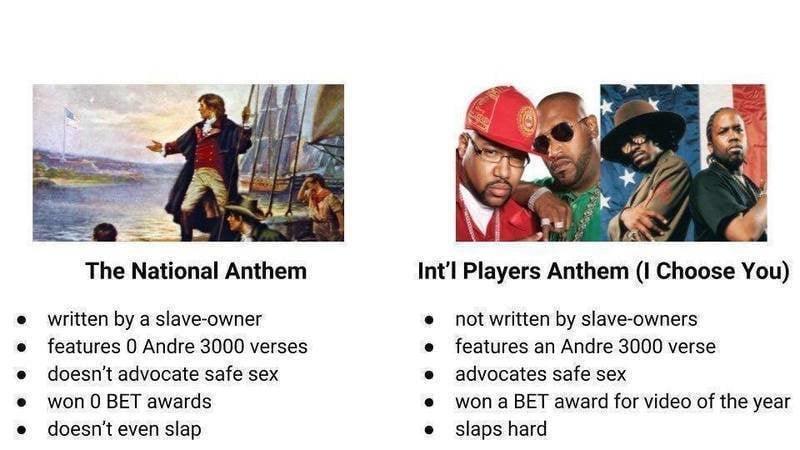 The National Anthem
• written by a slave-owner
• features 0 Andre 3000 verses
• doesn't advocate safe sex
• won 0 BET awards
• doesn't even slap
Int'l Players Anthem (I Choose You)
• not written by slave-owners
• features an Andre 3000 verse
• advocates safe sex
• won a BET award for video of the year
• slaps hard